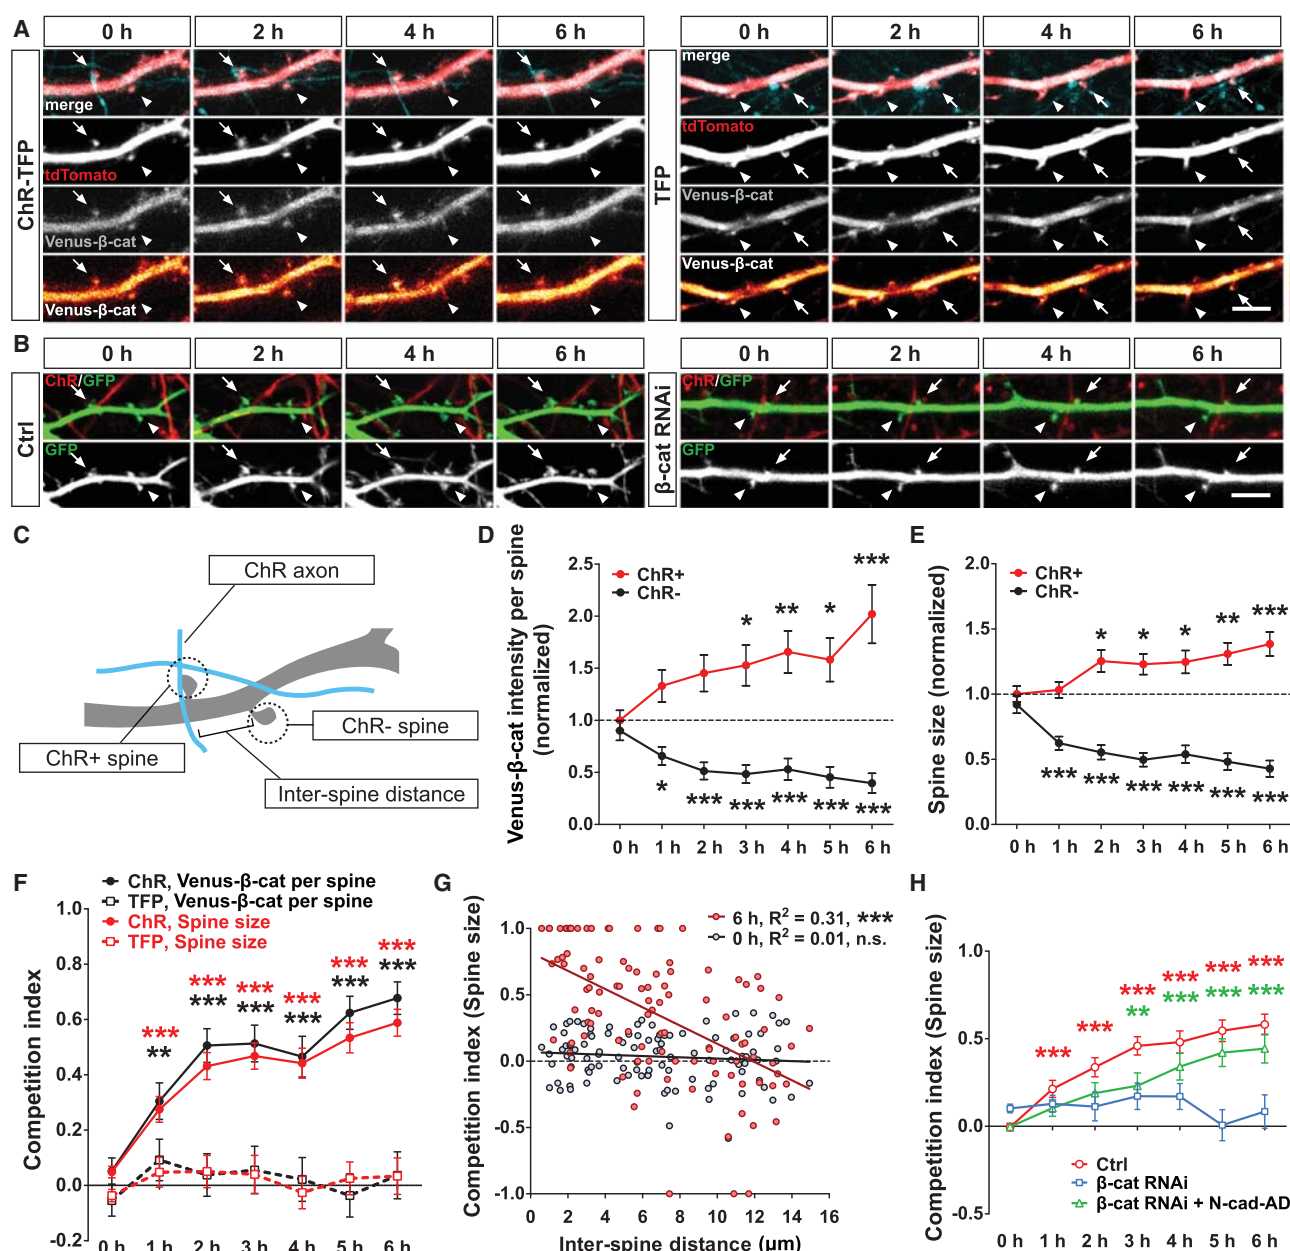 A
0 h
2 h
4 h
6 h
0 h
2 h
4 h
6 h
ChR-TFP
merge
tdTomato
Venus-β-cat
Venus-β-cat
TFP
merge
tdTomato
Venus-β-cat
Venus-β-cat
B
0 h
2 h
4 h
6 h
0 h
2 h
4 h
6 h
Ctrl
ChR/GFP
GFP
β-cat RNAi
ChR/GFP
GFP
C
ChR axon
ChR- spine
ChR+ spine
Inter-spine distance
D
Venus-β-cat intensity per spine
(normalized)
2.5
2.0
1.5
1.0
0.5
0.0
ChR+
ChR-
***
**
*
*
*
***
***
***
***
***
0 h
1 h
2 h
3 h
4 h
5 h
6 h
E
Spine size (normalized)
2.0
1.5
1.0
0.5
0.0
ChR+
ChR-
*
*
*
**
***
***
***
***
***
***
***
0 h
1 h
2 h
3 h
4 h
5 h
6 h
F
ChR, Venus-β-cat per spine
TFP, Venus-β-cat per spine
ChR, Spine size
TFP, Spine size
Competition index
1.0
0.8
0.6
0.4
0.2
0.0
-0.2
***
**
***
***
***
***
***
***
***
***
***
***
0 h
1 h
2 h
3 h
4 h
5 h
6 h
G
6 h, R2 = 0.31, ***
0 h, R2 = 0.01, n.s.
Competition index (Spine size)
1.0
0.5
0.0
-0.5
-1.0
0
2
4
6
8
10
12
14
16
Inter-spine distance (μm)
H
Competition index (Spine size)
1.0
0.5
0.0
-0.5
***
***
***
**
***
***
***
***
***
***
Ctrl
β-cat RNAi
β-cat RNAi + N-cad-AD
0 h
1 h
2 h
3 h
4 h
5 h
6 h